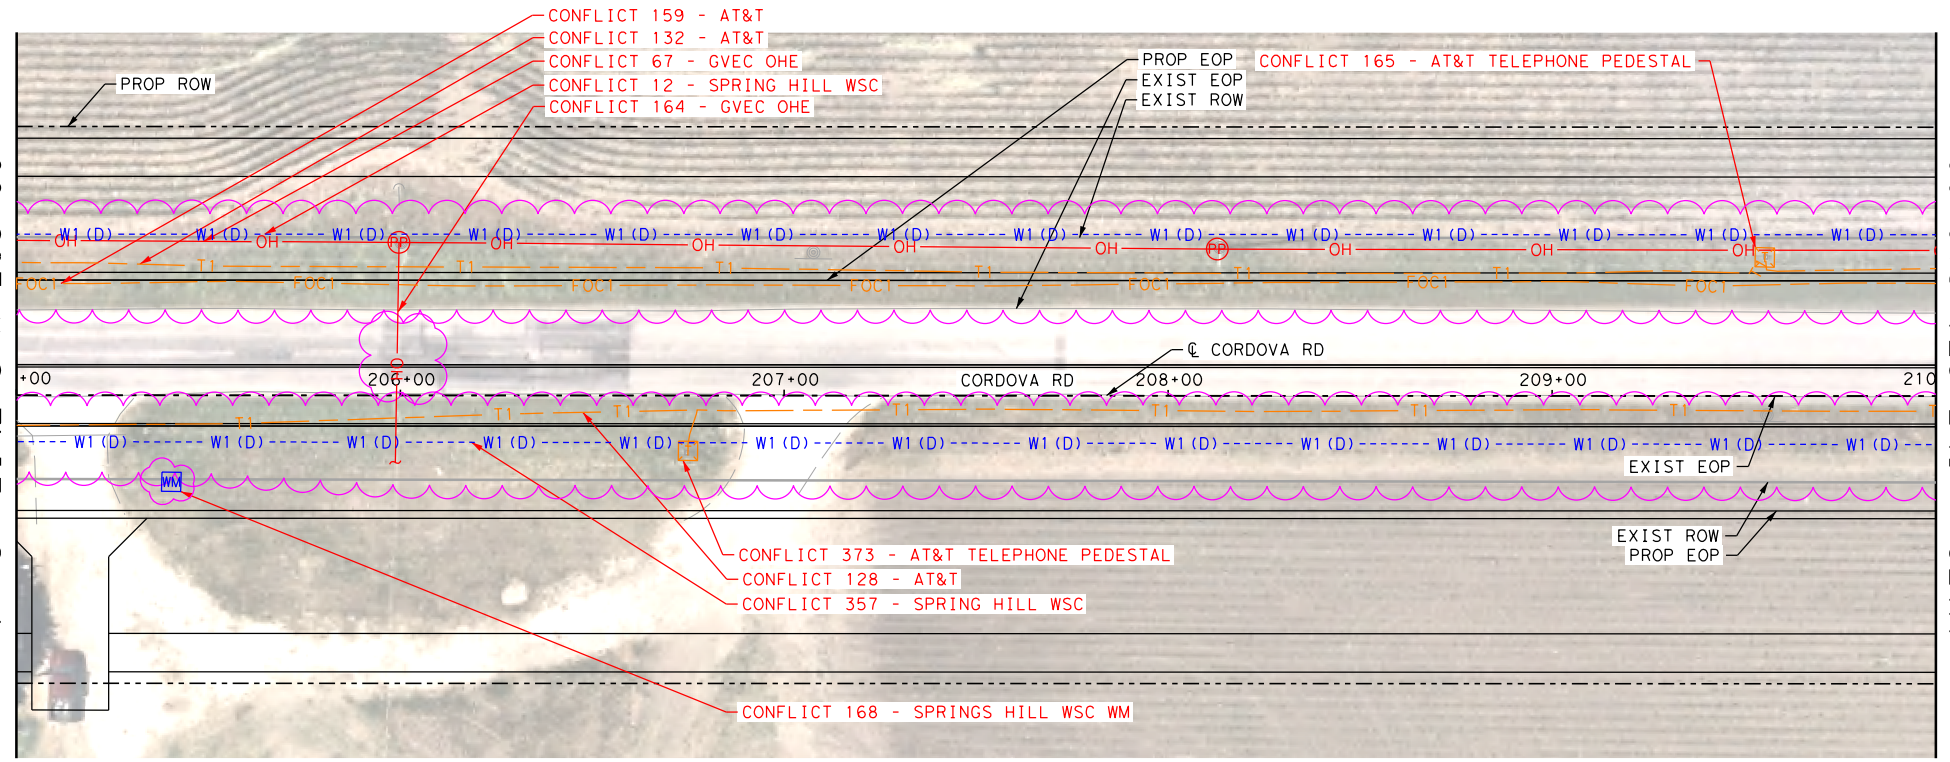 CONFLICT 159 - AT&T
CONFLICT 132 - AT&T
CONFLICT 67 - GVEC OHE
CONFLICT 12 - SPRING HILL WSC
CONFLICT 164 - GVEC OHE
PROP EOP
EXIST EOP
EXIST ROW
CONFLICT 165 - AT&T TELEPHONE PEDESTAL
PROP ROW
W1(D) W1(D) W1(D) W1(D) W1(D) W1(D) W1(D) W1(D) W1(D) W1(D) W1(D) W1(D) W1(D) W1(D)
OH OH PP OH OH OH OH PP OH OH OH
T1 T1 T1 T1 T1 T1 T
FOC1 FOC1 FOC1 FOC1 FOC1 FOC1 FOC1
℄ CORDOVA RD
OH
+00 206+00 207+00 CORDOVA RD 208+00 209+00 210
T1 T1 T1 T1 T1 T1 T1
W1(D) W1(D) W1(D) W1(D) W1(D) W1(D) W1(D) W1(D) W1(D) W1(D) W1(D) W1(D) W1(D) W1(D)
T
EXIST EOP
WM
EXIST ROW
PROP EOP
CONFLICT 373 - AT&T TELEPHONE PEDESTAL
CONFLICT 128 - AT&T
CONFLICT 357 - SPRING HILL WSC
CONFLICT 168 - SPRINGS HILL WSC WM